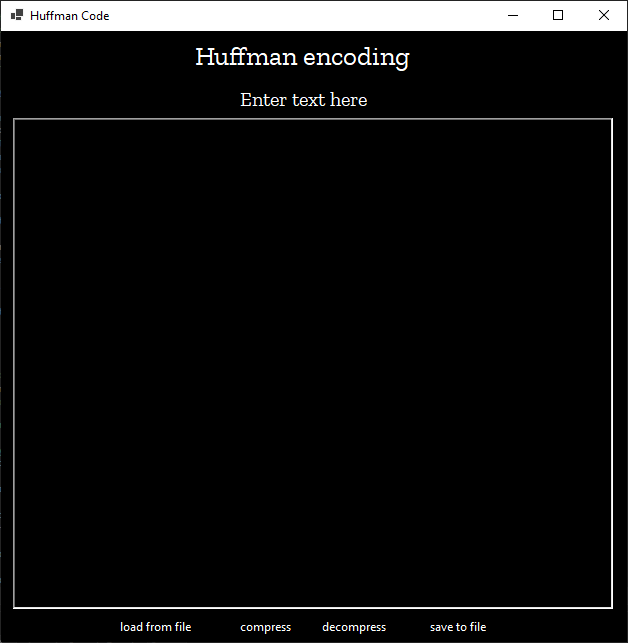 Huffman Code
Huffman encoding
Enter text here
load from file compress decompress save to file